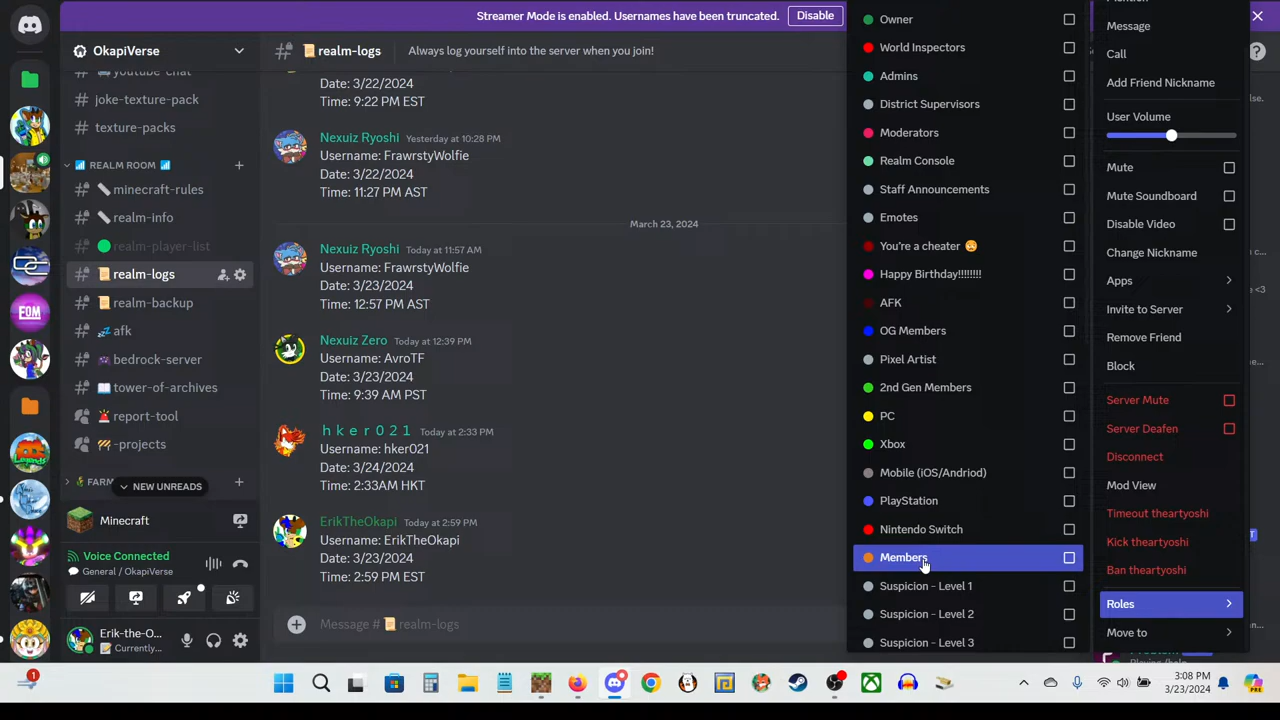 Streamer Mode is enabled. Usernames have been truncated.
Disable
OkapiVerse
youtube-chat
joke-texture-pack
texture-packs
REALM ROOM
minecraft-rules
realm-info
realm-player-list
realm-logs
realm-backup
afk
bedrock-server
tower-of-archives
report-tool
-projects
FARM
NEW UNREADS
Minecraft
Voice Connected
General / OkapiVerse
Erik-the-O...
Currently...
EOM
realm-logs
Always log yourself into the server when you join!
Date: 3/22/2024
Time: 9:22 PM EST
Nexuiz Ryoshi Yesterday at 10:28 PM
Username: FrawrstyWolfie
Date: 3/22/2024
Time: 11:27 PM AST
March 23, 2024
Nexuiz Ryoshi Today at 11:57 AM
Username: FrawrstyWolfie
Date: 3/23/2024
Time: 12:57 PM AST
Nexuiz Zero Today at 12:39 PM
Username: AvroTF
Date: 3/23/2024
Time: 9:39 AM PST
ｈｋｅｒ０２１ Today at 2:33 PM
Username: hker021
Date: 3/24/2024
Time: 2:33AM HKT
ErikTheOkapi Today at 2:59 PM
Username: ErikTheOkapi
Date: 3/23/2024
Time: 2:59 PM EST
Message # realm-logs
Owner
World Inspectors
Admins
District Supervisors
Moderators
Realm Console
Staff Announcements
Emotes
You're a cheater
Happy Birthday!!!!!!!!
AFK
OG Members
Pixel Artist
2nd Gen Members
PC
Xbox
Mobile (iOS/Andriod)
PlayStation
Nintendo Switch
Members
Suspicion - Level 1
Suspicion - Level 2
Suspicion - Level 3
Message
Call
Add Friend Nickname
User Volume
Mute
Mute Soundboard
Disable Video
Change Nickname
Apps
Invite to Server
Remove Friend
Block
Server Mute
Server Deafen
Disconnect
Mod View
Timeout theartyoshi
Kick theartyoshi
Ban theartyoshi
Roles
Move to
1
3:08 PM
3/23/2024